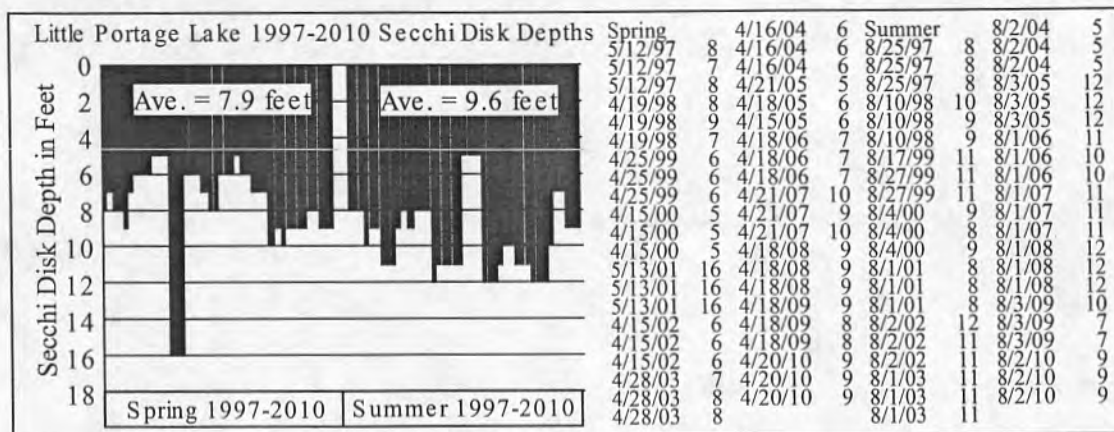 Little Portage Lake 1997-2010 Secchi Disk Depths
Secchi Disk Depth in Feet
0
2
4
6
8
10
12
14
16
18
Ave. = 7.9 feet
Ave. = 9.6 feet
Spring 1997-2010
Summer 1997-2010
Spring 4/16/04 6 Summer 8/2/04 5
5/12/97 8 4/16/04 6 8/25/97 8 8/2/04 5
5/12/97 7 4/16/04 6 8/25/97 8 8/2/04 5
5/12/97 8 4/21/05 5 8/25/97 8 8/3/05 12
4/19/98 8 4/18/05 6 8/10/98 10 8/3/05 12
4/19/98 9 4/15/05 6 8/10/98 9 8/3/05 12
4/19/98 7 4/18/06 7 8/10/98 9 8/1/06 11
4/25/99 6 4/18/06 7 8/17/99 11 8/1/06 10
4/25/99 6 4/18/06 7 8/27/99 11 8/1/06 10
4/25/99 6 4/21/07 10 8/27/99 11 8/1/07 11
4/15/00 5 4/21/07 9 8/4/00 9 8/1/07 11
4/15/00 5 4/21/07 10 8/4/00 8 8/1/07 11
4/15/00 5 4/18/08 9 8/4/00 9 8/1/08 12
5/13/01 16 4/18/08 9 8/1/01 8 8/1/08 12
5/13/01 16 4/18/08 9 8/1/01 8 8/1/08 12
5/13/01 16 4/18/09 9 8/1/01 8 8/3/09 10
4/15/02 6 4/18/09 8 8/2/02 12 8/3/09 7
4/15/02 6 4/18/09 8 8/2/02 11 8/3/09 7
4/15/02 6 4/20/10 9 8/2/02 11 8/2/10 9
4/28/03 7 4/20/10 9 8/1/03 11 8/2/10 9
4/28/03 8 4/20/10 9 8/1/03 11 8/2/10 9
4/28/03 8 8/1/03 11